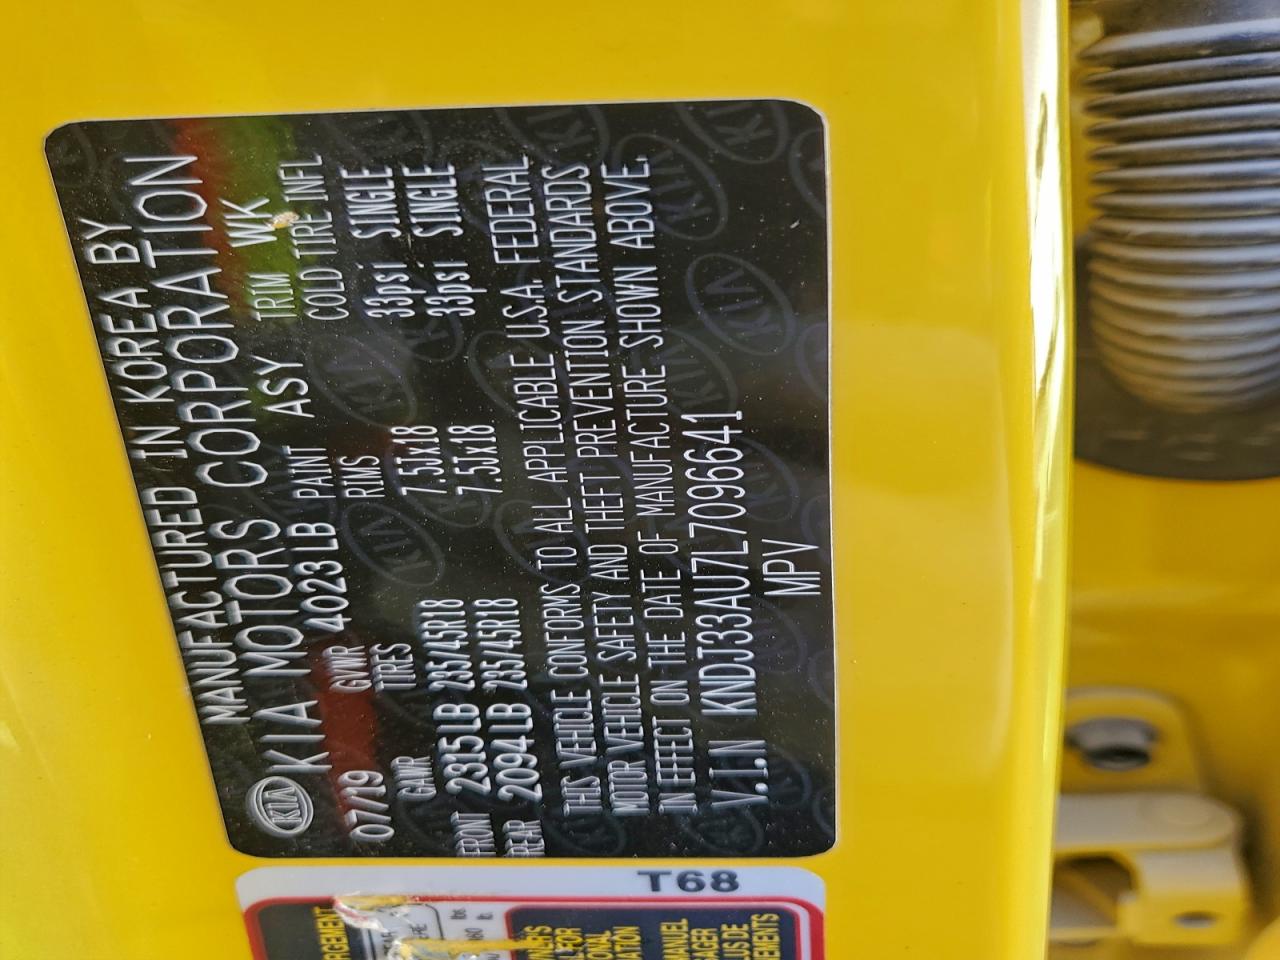 MANUFACTURED IN KOREA BY
KIA KIA MOTORS CORPORATION
07/19 GVWR 4023LB PAINT ASY TRIM WK
GAWR TIRES RIMS COLD TIRE INFL
FRONT 2315LB 235/45R18 7.5Jx18 33psi SINGLE
REAR 2094LB 235/45R18 7.5Jx18 33psi SINGLE
THIS VEHICLE CONFORMS TO ALL APPLICABLE U.S.A. FEDERAL
MOTOR VEHICLE SAFETY AND THEFT PREVENTION STANDARDS
IN EFFECT ON THE DATE OF MANUFACTURE SHOWN ABOVE.
V.I.N KNDJ33AU7L7096641
MPV
T68
MANUEL